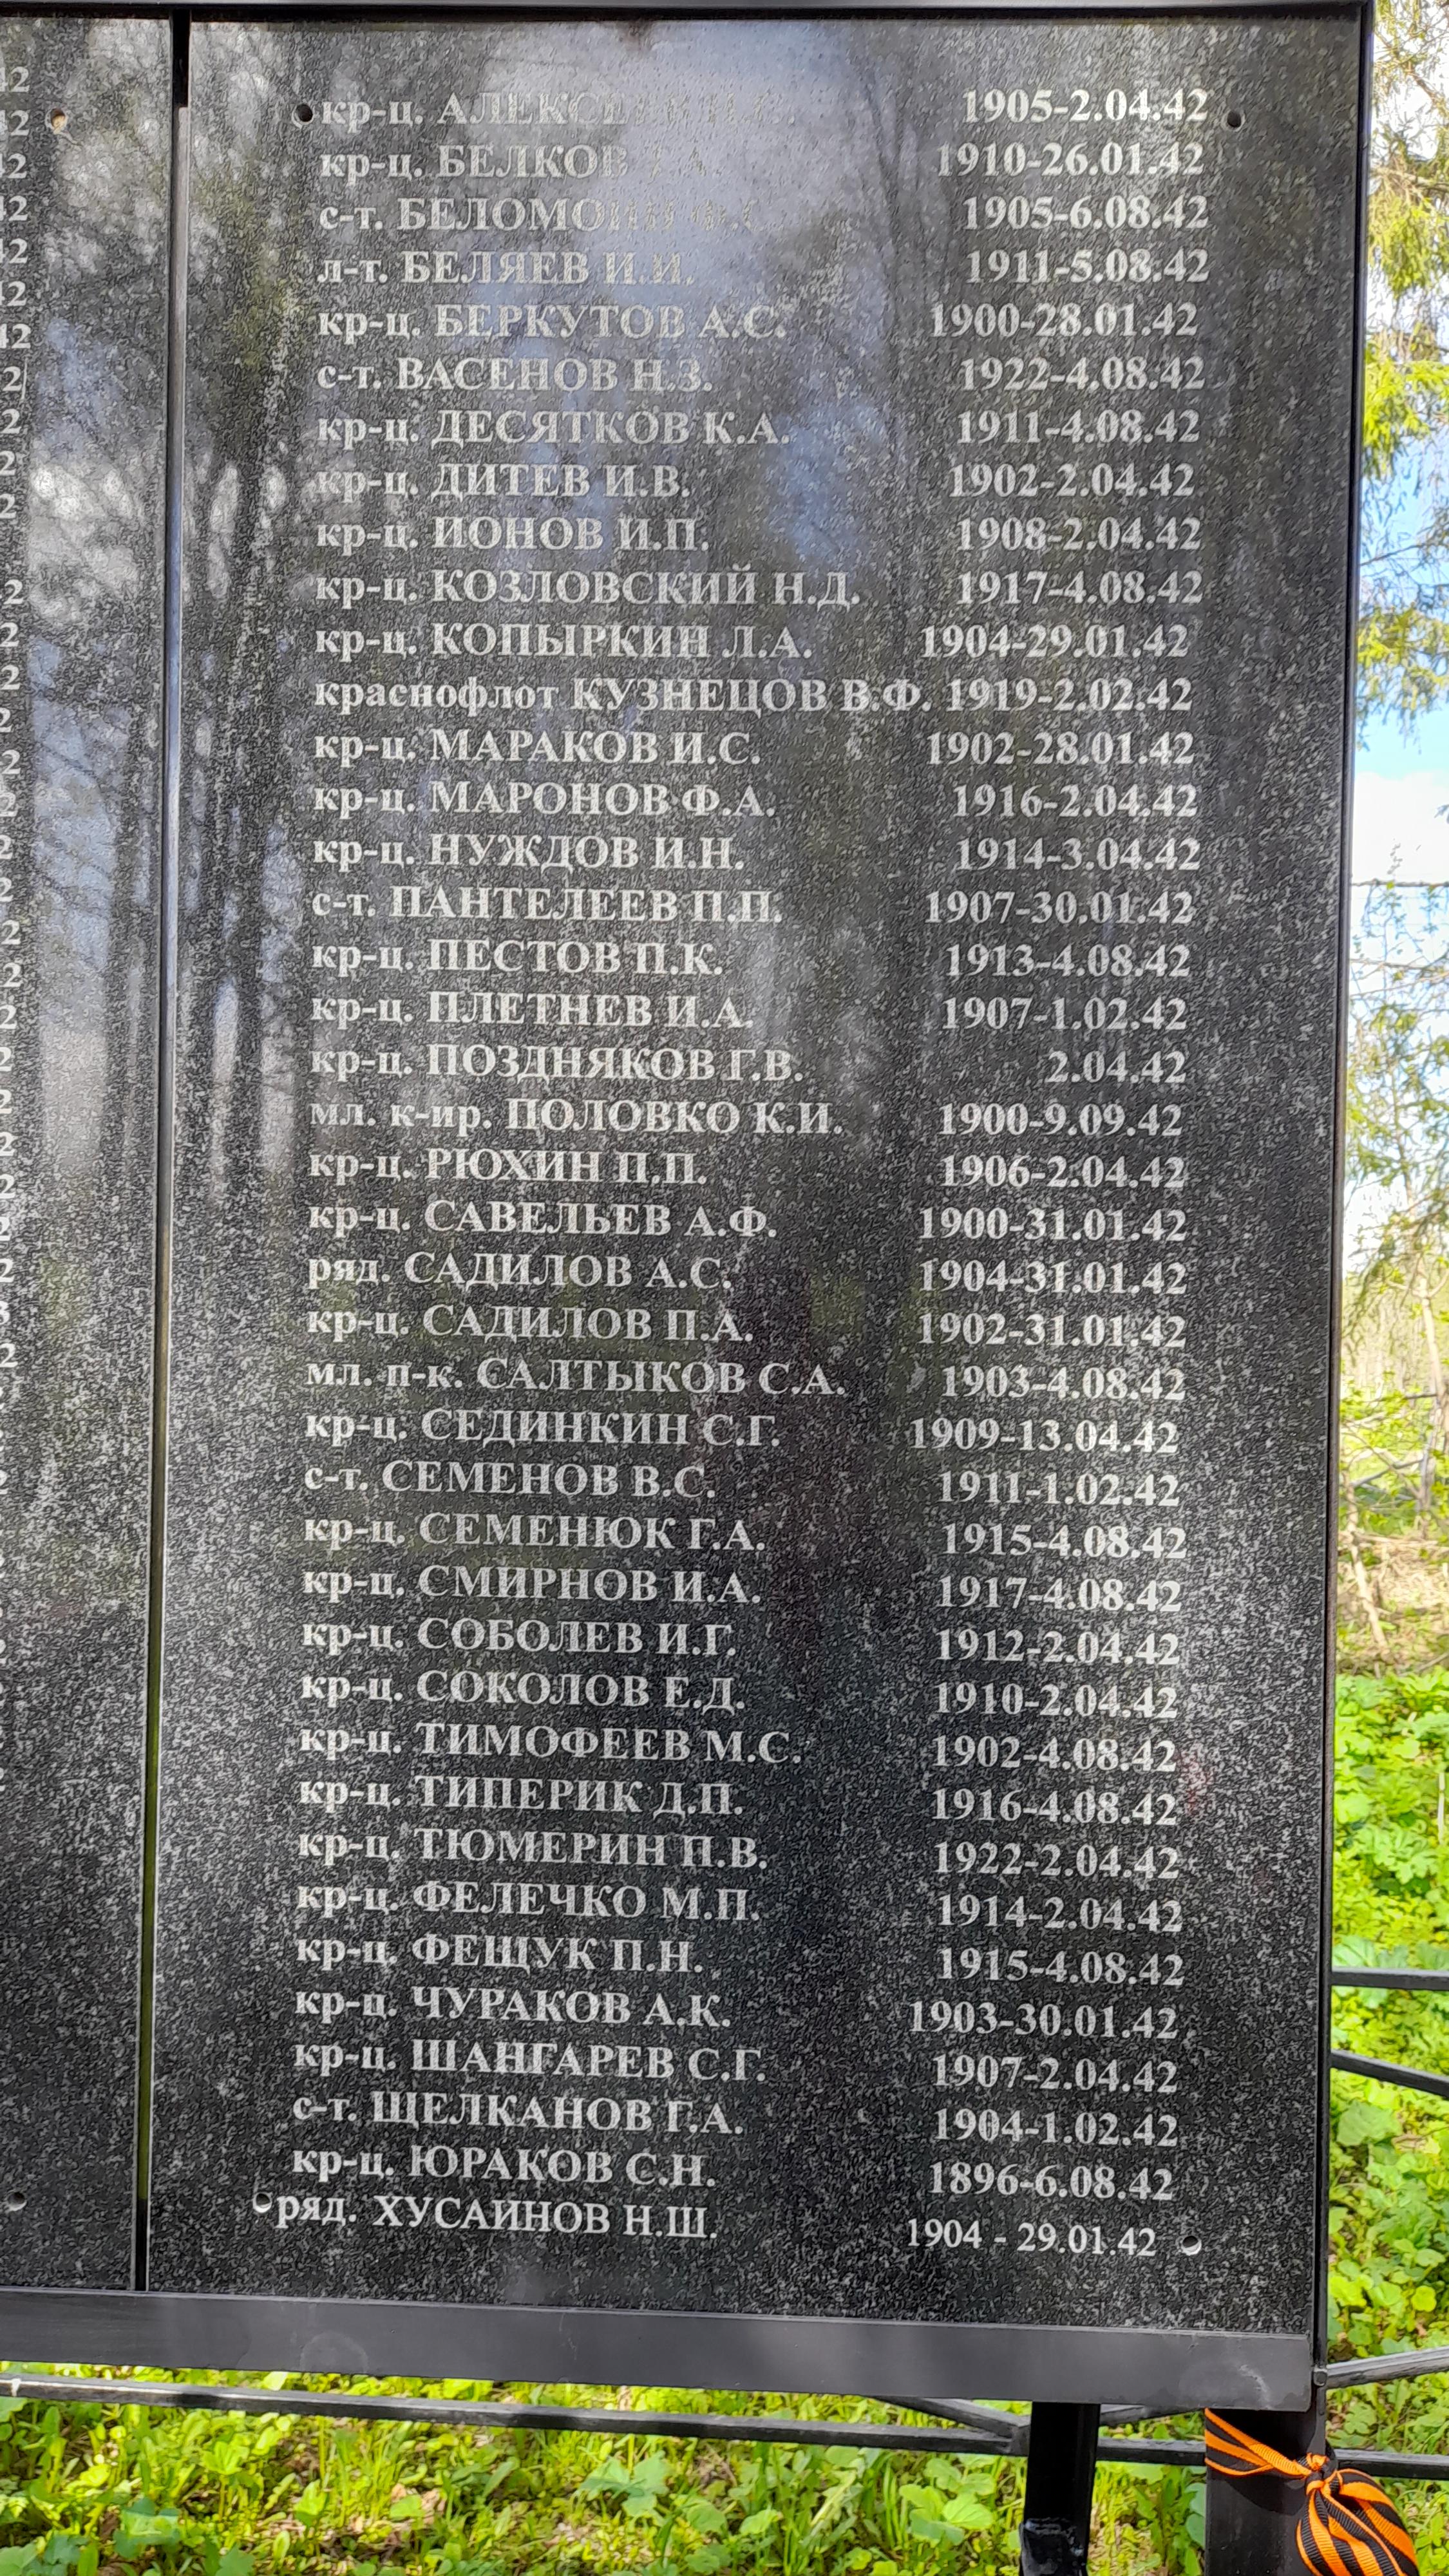 кр-ц. 1905-2.04.42
кр-ц. БЕЛКОВ 1910-26.01.42
с-т. 1905-6.08.42
л-т. БЕЛЯЕВ И.И. 1911-5.08.42
кр-ц. БЕРКУТОВ А.С. 1900-28.01.42
с-т. ВАСЕНОВ Н.З. 1922-4.08.42
кр-ц. ДЕСЯТКОВ К.А. 1911-4.08.42
кр-ц. ДИТЕВ И.В. 1902-2.04.42
кр-ц. ИОНОВ И.П. 1908-2.04.42
кр-ц. КОЗЛОВСКИЙ Н.Д. 1917-4.08.42
кр-ц. КОПЫРКИН Л.А. 1904-29.01.42
краснофлот КУЗНЕЦОВ В.Ф. 1919-2.02.42
кр-ц. МАРАКОВ И.С. 1902-28.01.42
кр-ц. МАРОНОВ Ф.А. 1916-2.04.42
кр-ц. НУЖДОВ И.Н. 1914-3.04.42
с-т. ПАНТЕЛЕЕВ П.П. 1907-30.01.42
кр-ц. ПЕСТОВ П.К. 1913-4.08.42
кр-ц. ПЛЕТНЕВ И.А. 1907-1.02.42
кр-ц. ПОЗДНЯКОВ Г.В. 2.04.42
мл. к-ир. ПОЛОВКО К.И. 1900-9.09.42
кр-ц. РЮХИН П.П. 1906-2.04.42
кр-ц. САВЕЛЬЕВ А.Ф. 1900-31.01.42
ряд. САДИЛОВ А.С. 1904-31.01.42
кр-ц. САДИЛОВ П.А. 1902-31.01.42
мл. п-к. САЛТЫКОВ С.А. 1903-4.08.42
кр-ц. СЕДИНКИН С.Г. 1909-13.04.42
с-т. СЕМЕНОВ В.С. 1911-1.02.42
кр-ц. СЕМЕНЮК Г.А. 1915-4.08.42
кр-ц. СМИРНОВ И.А. 1917-4.08.42
кр-ц. СОБОЛЕВ И.Г. 1912-2.04.42
кр-ц. СОКОЛОВ Е.Д. 1910-2.04.42
кр-ц. ТИМОФЕЕВ М.С. 1902-4.08.42
кр-ц. ТИПЕРИК Д.П. 1916-4.08.42
кр-ц. ТЮМЕРИН П.В. 1922-2.04.42
кр-ц. ФЕЛЕЧКО М.П. 1914-2.04.42
кр-ц. ФЕЩУК П.Н. 1915-4.08.42
кр-ц. ЧУРАКОВ А.К. 1903-30.01.42
кр-ц. ШАНГАРЕВ С.Г. 1907-2.04.42
с-т. ЩЕЛКАНОВ Г.А. 1904-1.02.42
кр-ц. ЮРАКОВ С.Н. 1896-6.08.42
ряд. ХУСАИНОВ Н.Ш. 1904 - 29.01.42